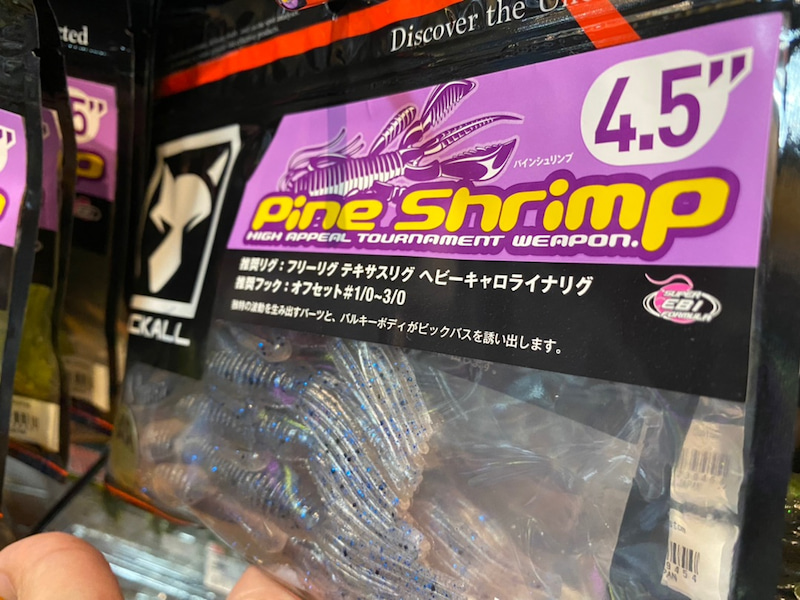 Discover the
4.5"
パインシュリンプ
Pine Shrimp
HIGH APPEAL TOURNAMENT WEAPON.
推奨リグ：フリーリグ テキサスリグ ヘビーキャロライナリグ
推奨フック：オフセット#1/0~3/0
独特の波動を生み出すパーツと、バルキーボディがビックバスを誘い出します。
SUPER
EBI
FORMULA
CKALL